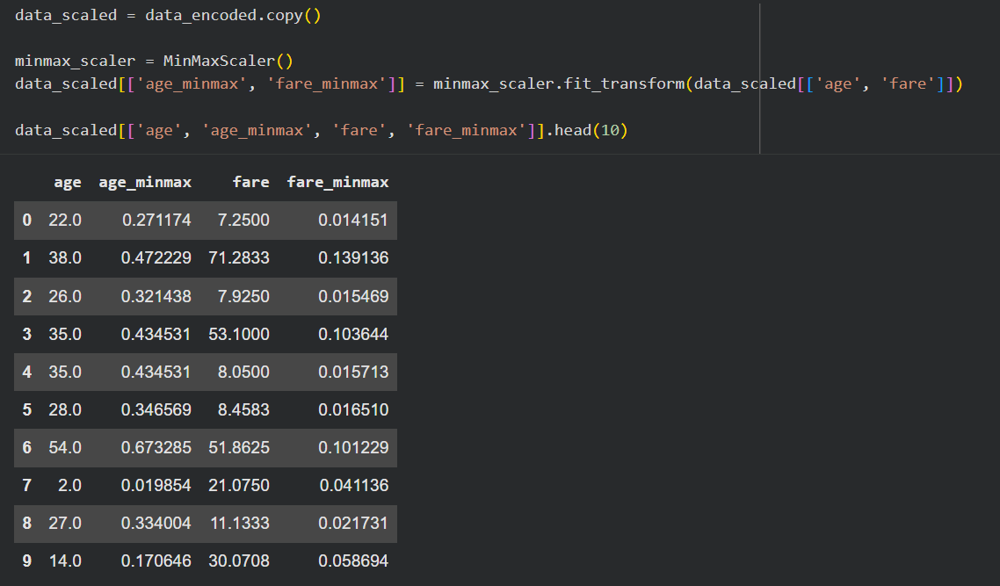 data_scaled = data_encoded.copy()
minmax_scaler = MinMaxScaler()
data_scaled[['age_minmax', 'fare_minmax']] = minmax_scaler.fit_transform(data_scaled[['age', 'fare']])
data_scaled[['age', 'age_minmax', 'fare', 'fare_minmax']].head(10)
age age_minmax fare fare_minmax
0 22.0 0.271174 7.2500 0.014151
1 38.0 0.472229 71.2833 0.139136
2 26.0 0.321438 7.9250 0.015469
3 35.0 0.434531 53.1000 0.103644
4 35.0 0.434531 8.0500 0.015713
5 28.0 0.346569 8.4583 0.016510
6 54.0 0.673285 51.8625 0.101229
7 2.0 0.019854 21.0750 0.041136
8 27.0 0.334004 11.1333 0.021731
9 14.0 0.170646 30.0708 0.058694